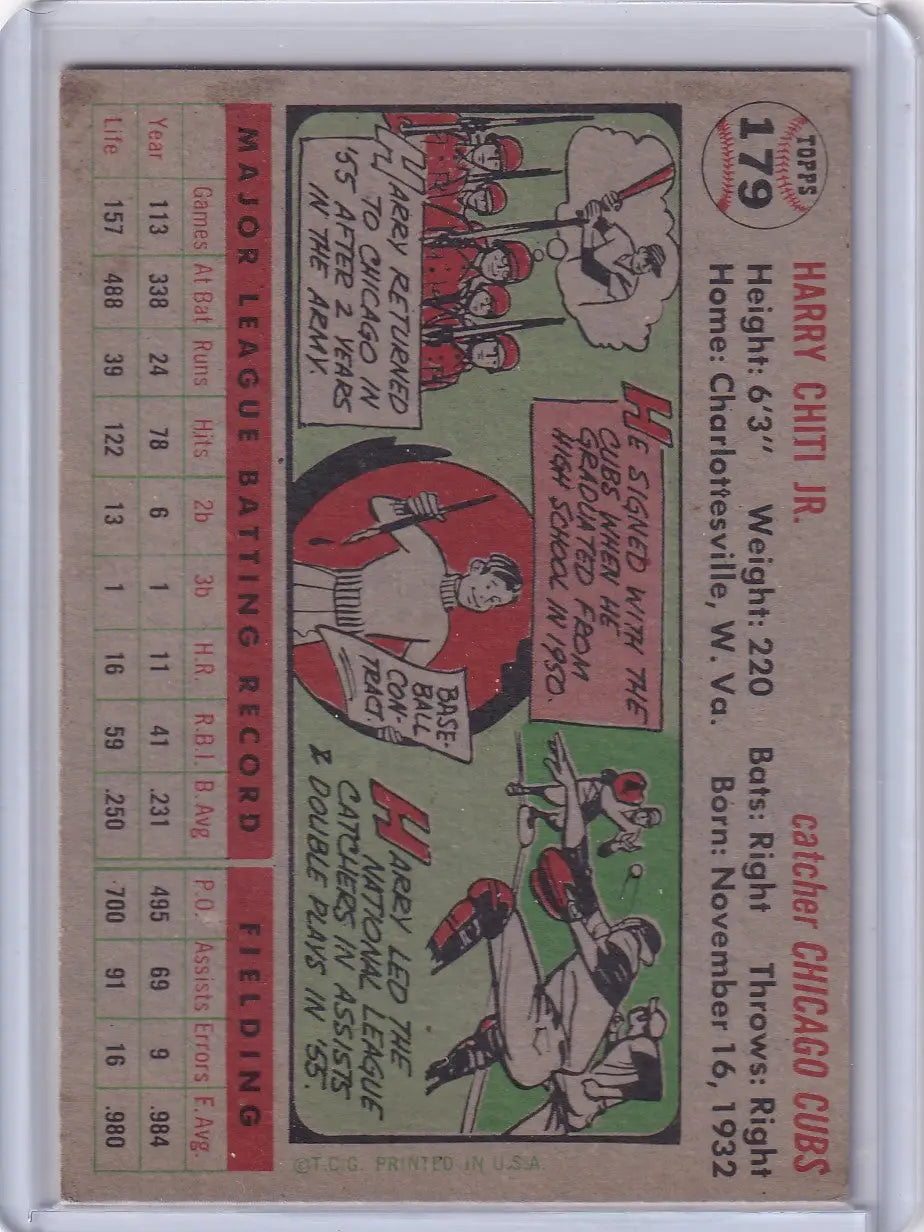 TOPPS
179
HARRY CHITI JR.
catcher CHICAGO CUBS
Height: 6'3" Weight: 220 Bats: Right Throws: Right
Home: Charlottesville, W. Va. Born: November 16, 1932
HARRY RETURNED
TO CHICAGO IN
'55 AFTER 2 YEARS
IN THE ARMY.
HE SIGNED WITH THE
CUBS WHEN HE
GRADUATED FROM
HIGH SCHOOL IN 1950.
BASE-
BALL
CON-
TRACT.
HARRY LED THE
NATIONAL LEAGUE
CATCHERS IN ASSISTS
& DOUBLE PLAYS IN '55.
©T.C.G. PRINTED IN U.S.A.
MAJOR LEAGUE BATTING RECORD FIELDING
Games At Bat Runs Hits 2b 3b H.R. R.B.I. B. Avg P.O. Assists Errors F. Avg.
Year 113 338 24 78 6 1 11 41 .231 495 69 9 .984
Life 157 488 39 122 13 1 16 59 .250 700 91 16 .980